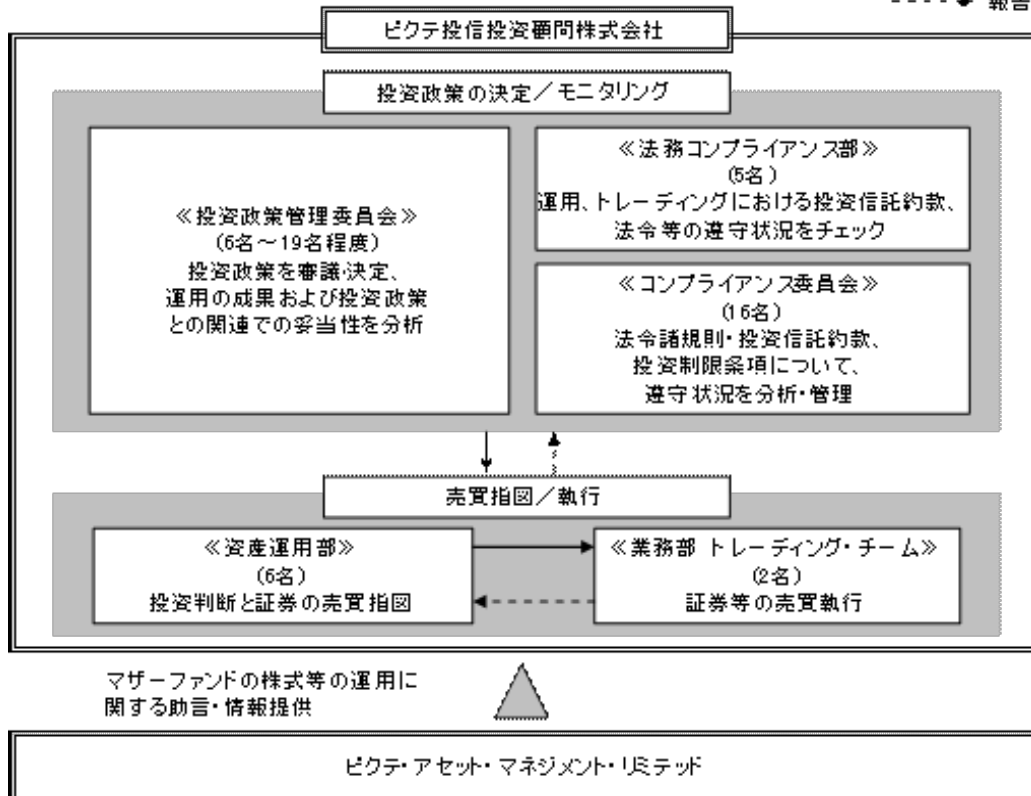 報告
ピクテ投信投資顧問株式会社
投資政策の決定／モニタリング
≪投資政策管理委員会≫
(6名～19名程度)
投資政策を審議・決定、
運用の成果および投資政策
との関連での妥当性を分析
≪法務コンプライアンス部≫
(5名)
運用、トレーディングにおける投資信託約款、
法令等の遵守状況をチェック
≪コンプライアンス委員会≫
(16名)
法令諸規則・投資信託約款、
投資制限条項について、
遵守状況を分析・管理
売買指図／執行
≪資産運用部≫
(6名)
投資判断と証券の売買指図
≪業務部 トレーディング・チーム≫
(2名)
証券等の売買執行
マザーファンドの株式等の運用に
関する助言・情報提供
ピクテ・アセット・マネジメント・リミテッド